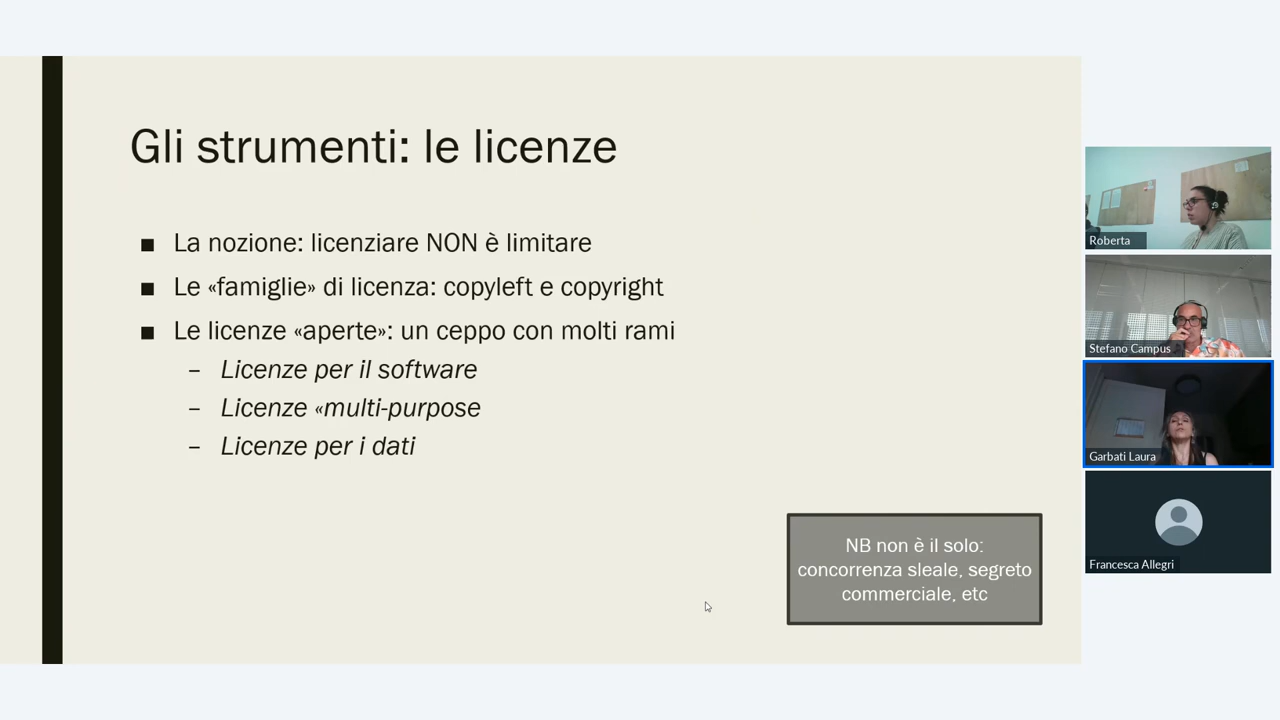 Gli strumenti: le licenze
■ La nozione: licenziare NON è limitare
■ Le «famiglie» di licenza: copyleft e copyright
■ Le licenze «aperte»: un ceppo con molti rami
– Licenze per il software
– Licenze «multi-purpose
– Licenze per i dati
NB non è il solo:
concorrenza sleale, segreto
commerciale, etc
Roberta
Stefano Campus
Garbati Laura
Francesca Allegri